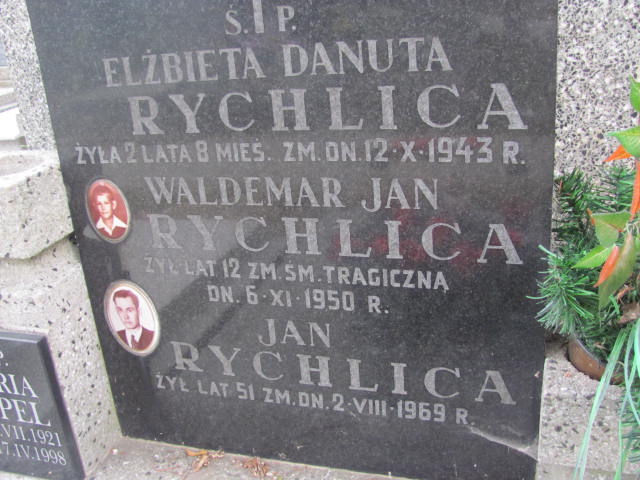 Ś. P.
ELŻBIETA DANUTA
RYCHLICA
ŻYŁA 2 LATA 8 MIEŚ. ZM. DN. 12·X·1943 R.
WALDEMAR JAN
RYCHLICA
ŻYŁ LAT 12 ZM. ŚM. TRAGICZNĄ
DN. 6·XI·1950 R.
JAN
RYCHLICA
ŻYŁ LAT 51 ZM. DN. 2·VIII·1969 R.
P.
RIA
PEL
.VII.1921
7.IV.1998